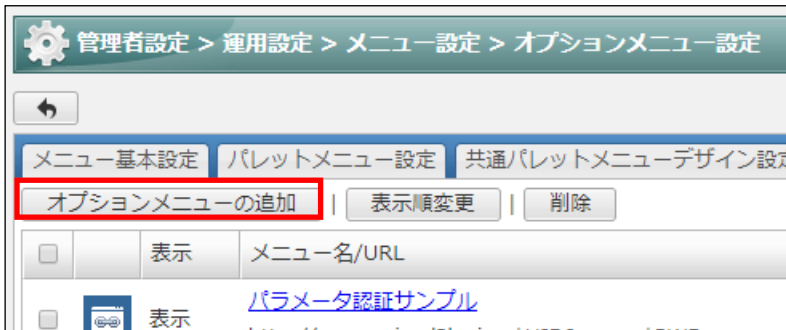 管理者設定 > 運用設定 > メニュー設定 > オプションメニュー設定
メニュー基本設定 パレットメニュー設定 共通パレットメニューデザイン設定
オプションメニューの追加 | 表示順変更 | 削除
表示 メニュー名/URL
パラメータ認証サンプル
表示